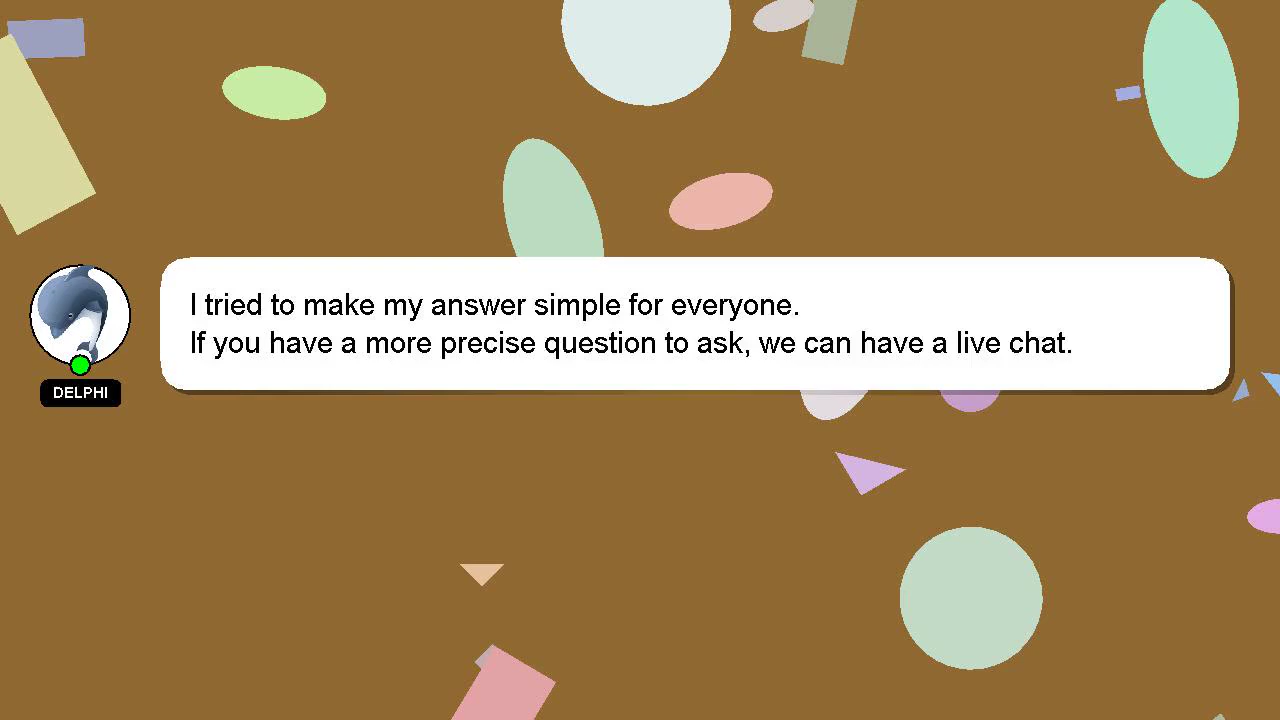 I tried to make my answer simple for everyone.
If you have a more precise question to ask, we can have a live chat.
DELPHI